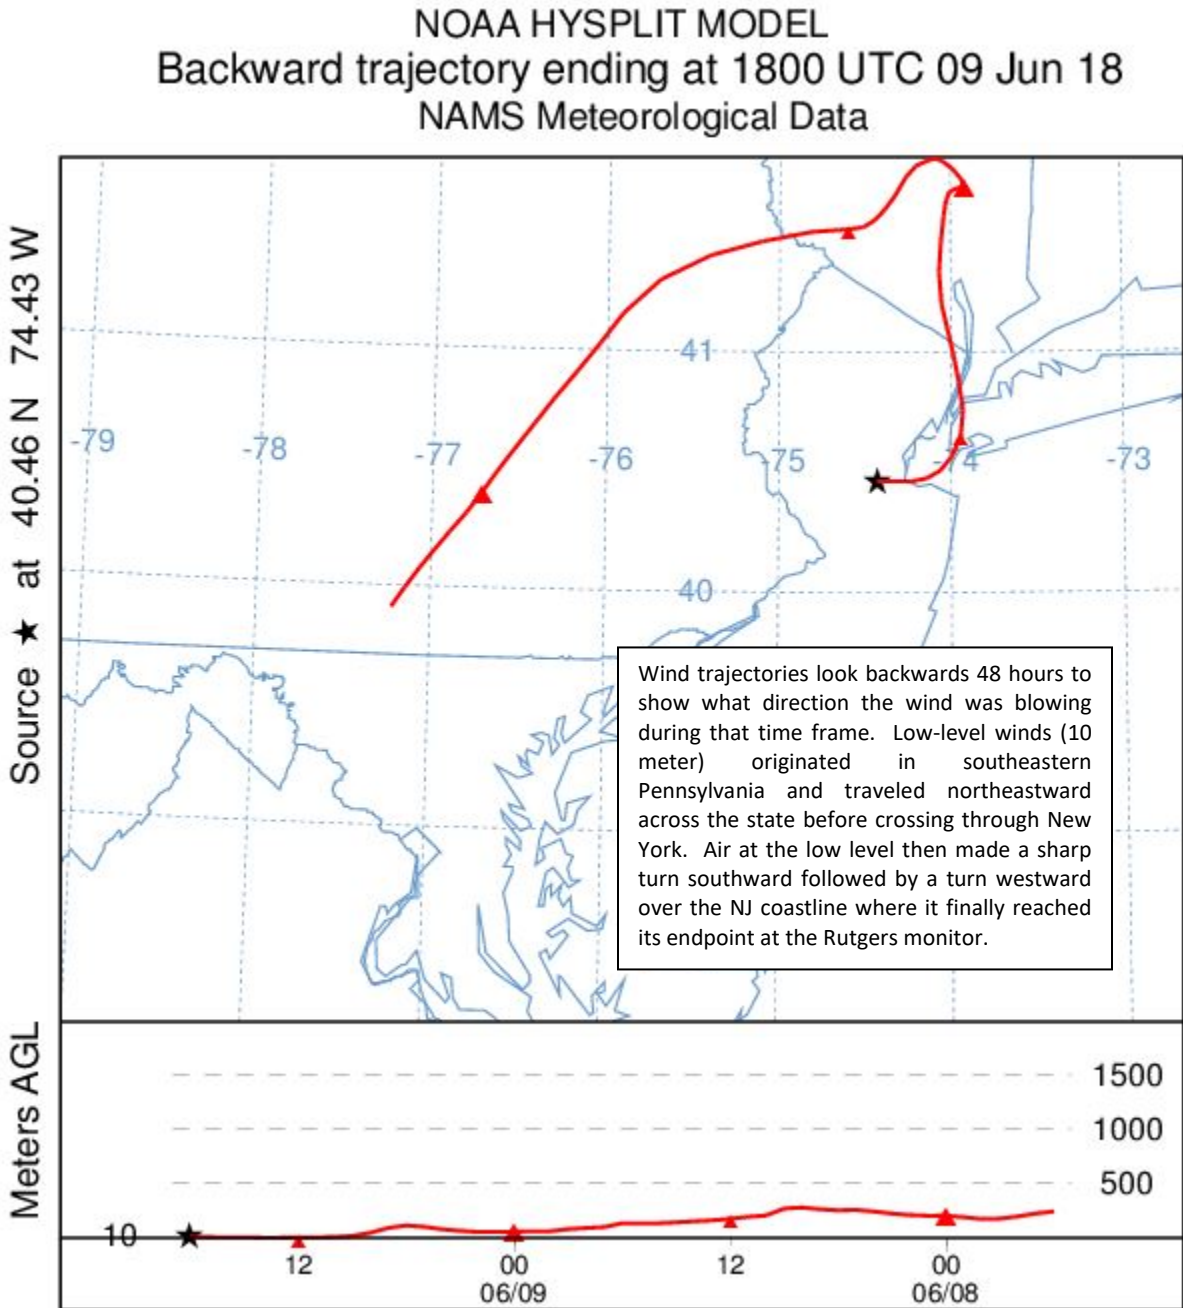 NOAA HYSPLIT MODEL
Backward trajectory ending at 1800 UTC 09 Jun 18
NAMS Meteorological Data
Source ★ at 40.46 N 74.43 W
41
-79
-78
-77
-76
-75
-74
-73
40
Wind trajectories look backwards 48 hours to
show what direction the wind was blowing
during that time frame. Low-level winds (10
meter) originated in southeastern
Pennsylvania and traveled northeastward
across the state before crossing through New
York. Air at the low level then made a sharp
turn southward followed by a turn westward
over the NJ coastline where it finally reached
its endpoint at the Rutgers monitor.
Meters AGL
1500
1000
500
10
12 00 12 00
06/09 06/08